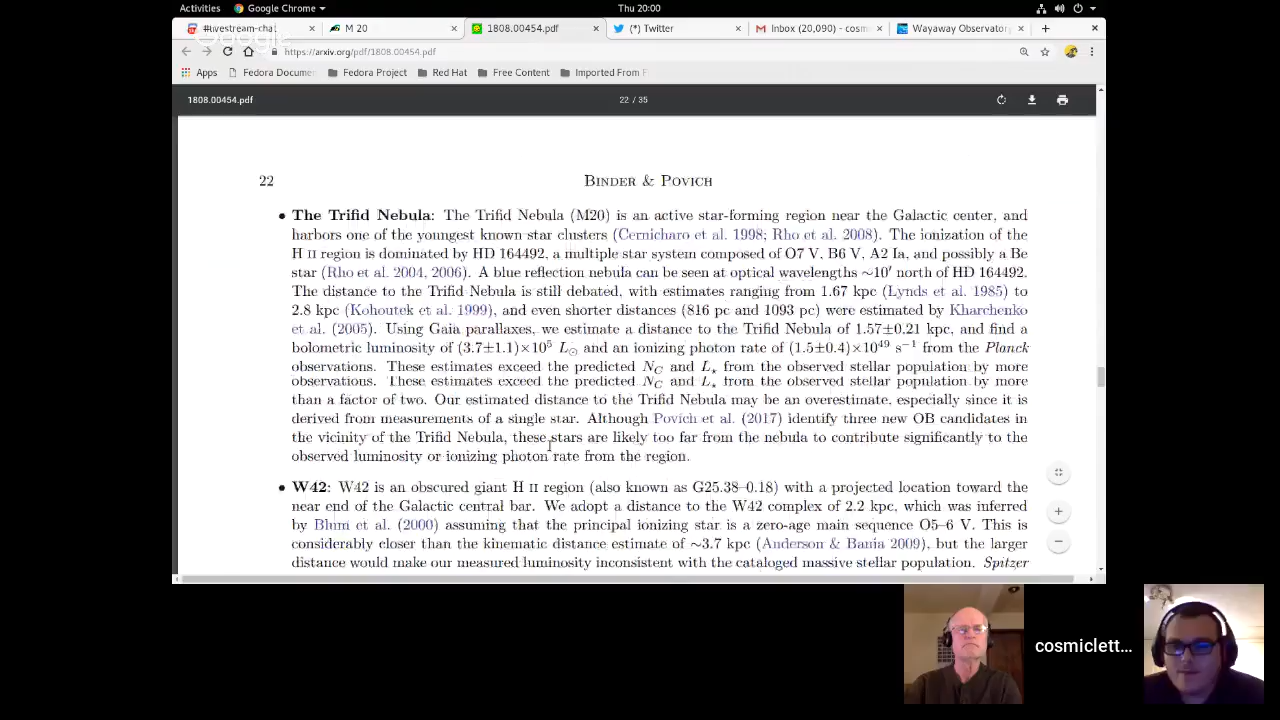 Activities Google Chrome Thu 20:00
#livestream-chat M 20 1808.00454.pdf (*) Twitter Inbox (20,090) - cosm Wayaway Observator
Google
https://arxiv.org/pdf/1808.00454.pdf
Apps Fedora Documen Fedora Project Red Hat Free Content Imported From F
1808.00454.pdf 22 / 35
22 BINDER & POVICH
• The Trifid Nebula: The Trifid Nebula (M20) is an active star-forming region near the Galactic center, and
harbors one of the youngest known star clusters (Cernicharo et al. 1998; Rho et al. 2008). The ionization of the
H II region is dominated by HD 164492, a multiple star system composed of O7 V, B6 V, A2 Ia, and possibly a Be
star (Rho et al. 2004, 2006). A blue reflection nebula can be seen at optical wavelengths ∼10′ north of HD 164492.
The distance to the Trifid Nebula is still debated, with estimates ranging from 1.67 kpc (Lynds et al. 1985) to
2.8 kpc (Kohoutek et al. 1999), and even shorter distances (816 pc and 1093 pc) were estimated by Kharchenko
et al. (2005). Using Gaia parallaxes, we estimate a distance to the Trifid Nebula of 1.57±0.21 kpc, and find a
bolometric luminosity of (3.7±1.1)×10⁵ L☉ and an ionizing photon rate of (1.5±0.4)×10⁴⁹ s⁻¹ from the Planck
observations. These estimates exceed the predicted N_C and L⋆ from the observed stellar population by more
observations. These estimates exceed the predicted N_C and L⋆ from the observed stellar population by more
than a factor of two. Our estimated distance to the Trifid Nebula may be an overestimate, especially since it is
derived from measurements of a single star. Although Povich et al. (2017) identify three new OB candidates in
the vicinity of the Trifid Nebula, these stars are likely too far from the nebula to contribute significantly to the
observed luminosity or ionizing photon rate from the region.
• W42: W42 is an obscured giant H II region (also known as G25.38–0.18) with a projected location toward the
near end of the Galactic central bar. We adopt a distance to the W42 complex of 2.2 kpc, which was inferred
by Blum et al. (2000) assuming that the principal ionizing star is a zero-age main sequence O5–6 V. This is
considerably closer than the kinematic distance estimate of ∼3.7 kpc (Anderson & Bania 2009), but the larger
distance would make our measured luminosity inconsistent with the cataloged massive stellar population. Spitzer
cosmiclett...